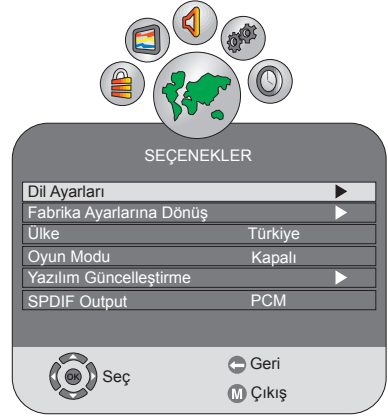 SEÇENEKLER
Dil Ayarları
Fabrika Ayarlarına Dönüş
Ülke Türkiye
Oyun Modu Kapalı
Yazılım Güncelleştirme
SPDIF Output PCM
OK Seç
Geri
M Çıkış